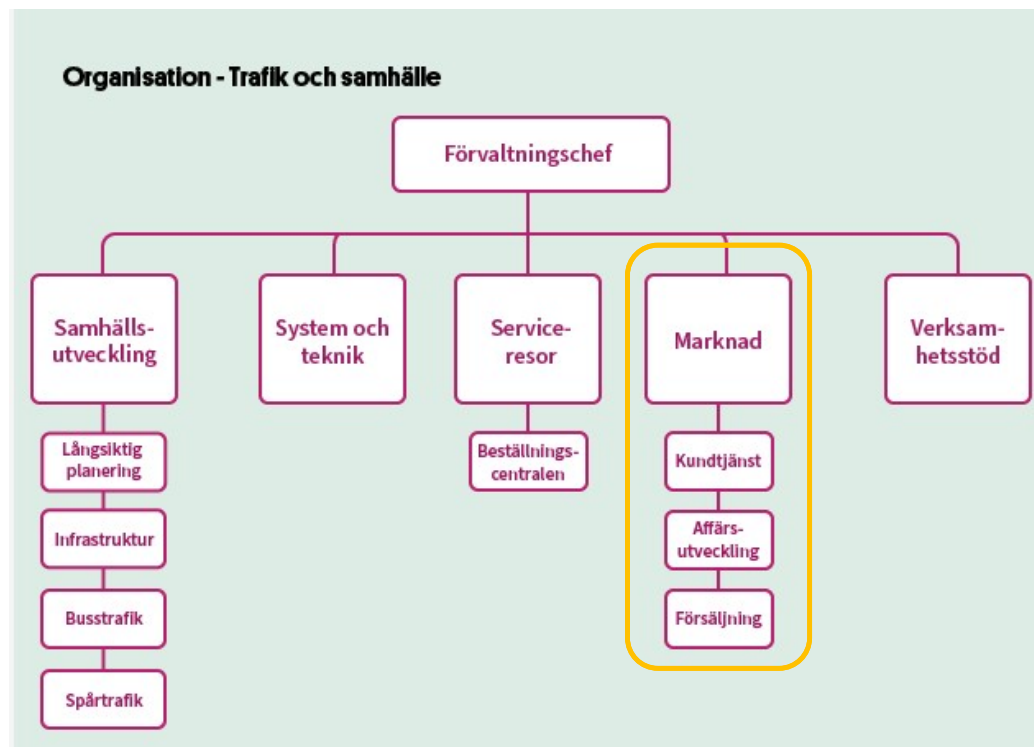 Organisation - Trafik och samhälle
Förvaltningschef
Samhälls-
utveckling
System och
teknik
Service-
resor
Marknad
Verksam-
hetsstöd
Långsiktig
planering
Infrastruktur
Busstrafik
Spårtrafik
Beställnings-
centralen
Kundtjänst
Affärs-
utveckling
Försäljning